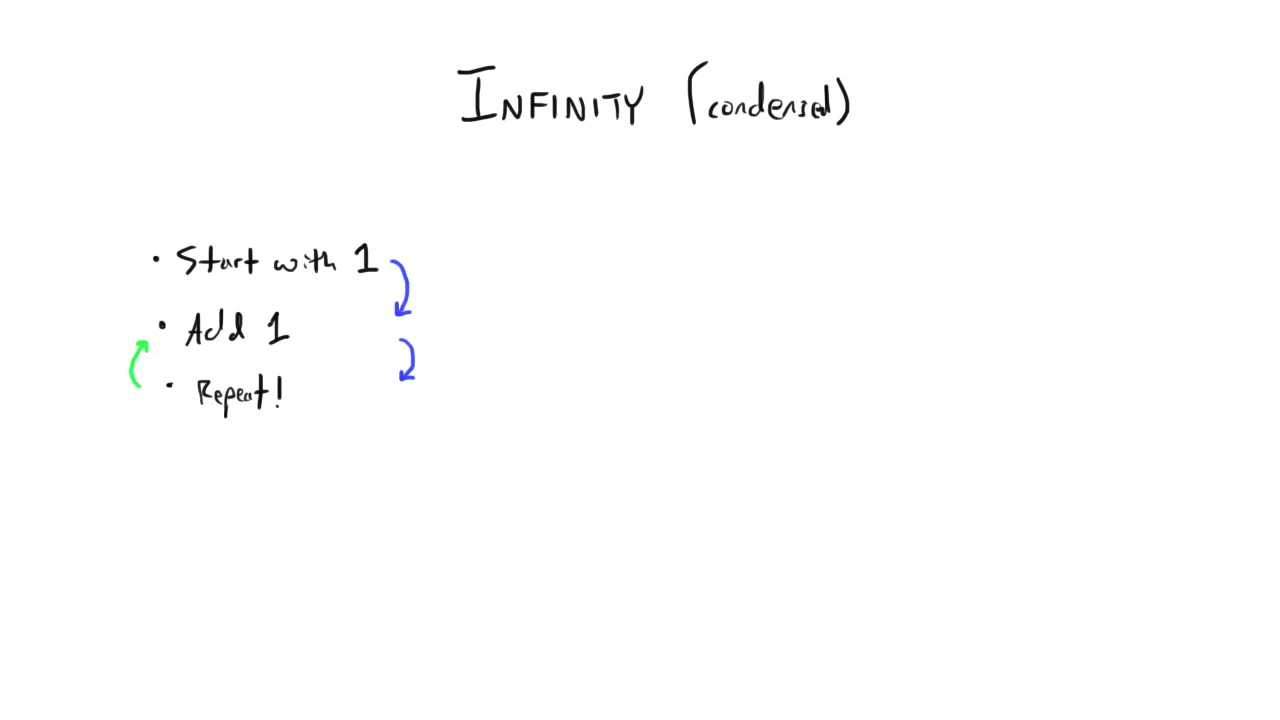 INFINITY (condensed)
• Start with 1
• Add 1
• Repeat!